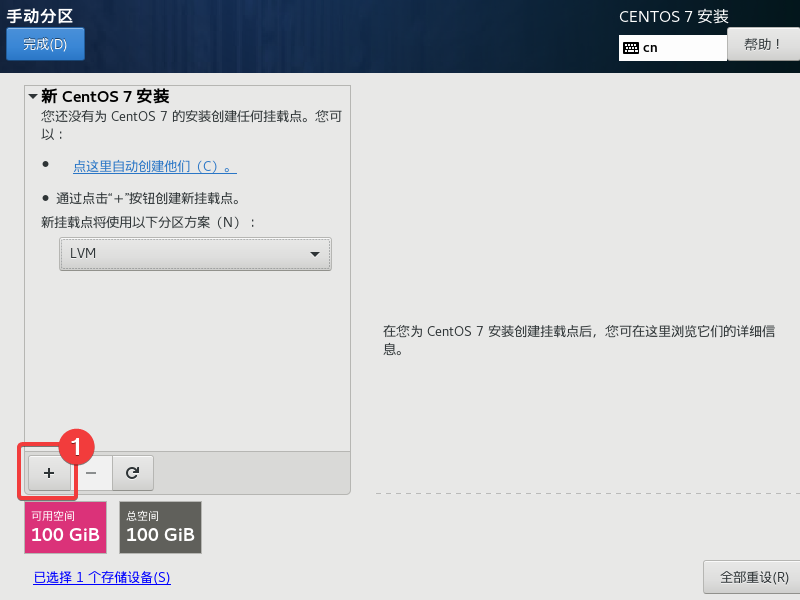 手动分区
CENTOS 7 安装
完成(D)
cn
帮助！
新 CentOS 7 安装
您还没有为 CentOS 7 的安装创建任何挂载点。您可
以：
• 点这里自动创建他们（C）。
• 通过点击“+”按钮创建新挂载点。
新挂载点将使用以下分区方案（N）：
LVM
在您为 CentOS 7 安装创建挂载点后，您可在这里浏览它们的详细信
息。
1
+ −
可用空间
100 GiB
总空间
100 GiB
已选择 1 个存储设备(S)
全部重设(R)